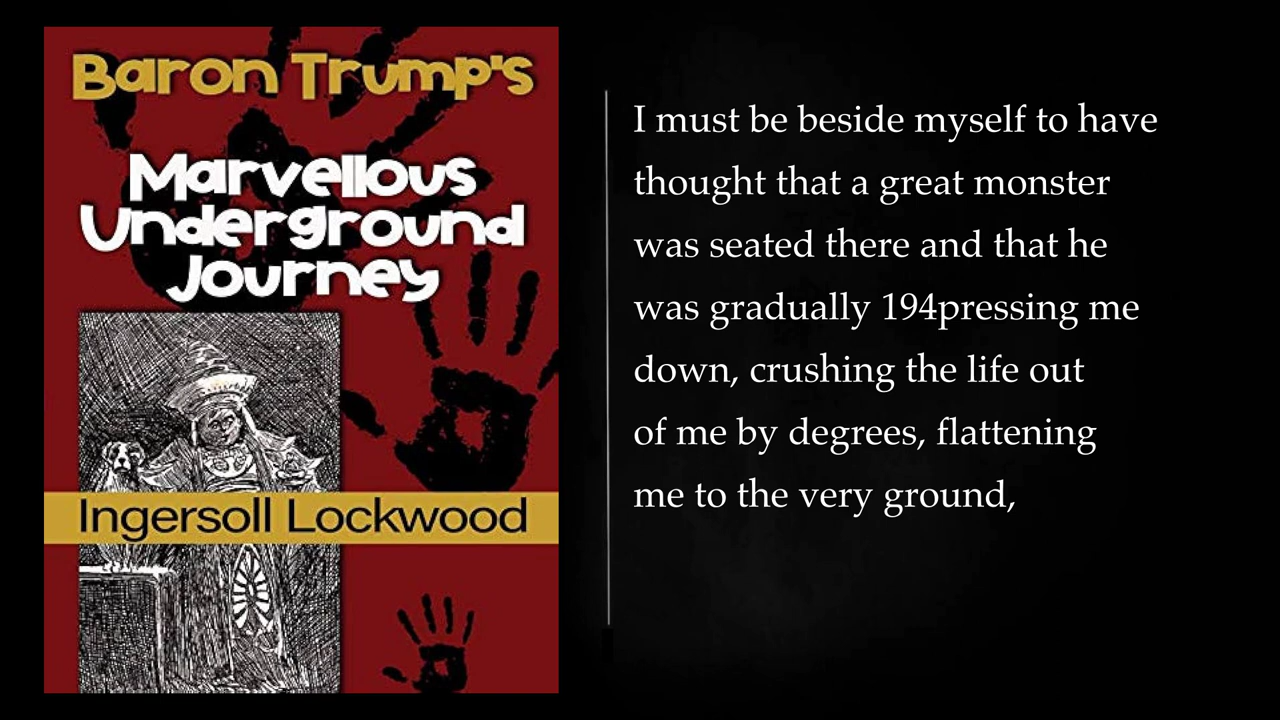 Baron Trump's
Marvellous
Underground
Journey
Ingersoll Lockwood
I must be beside myself to have
thought that a great monster
was seated there and that he
was gradually 194pressing me
down, crushing the life out
of me by degrees, flattening
me to the very ground,